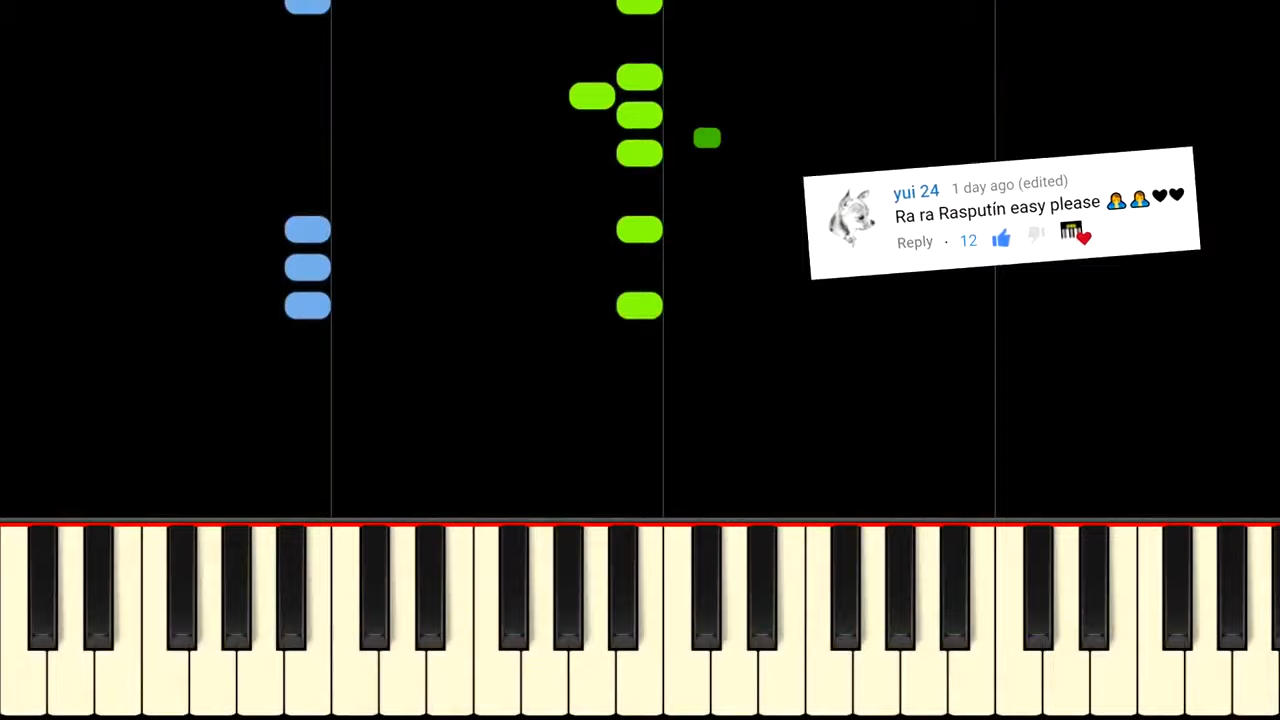 yui 24 1 day ago (edited)
Ra ra Rasputín easy please 🤦‍♂️🤦‍♂️🖤🖤
Reply · 12